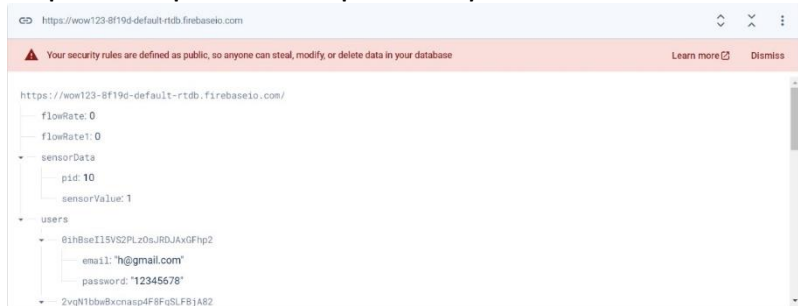 https://wow123-8f19d-default-rtdb.firebaseio.com
Your security rules are defined as public, so anyone can steal, modify, or delete data in your database Learn more Dismiss
https://wow123-8f19d-default-rtdb.firebaseio.com/
flowRate: 0
flowRate1: 0
sensorData
pid: 10
sensorValue: 1
users
0ihBseIl5VS2PLzOsJRDJAxGFhp2
email: "h@gmail.com"
password: "12345678"
2vgN1bbwBxcnasp4F8FqSLFBjA82